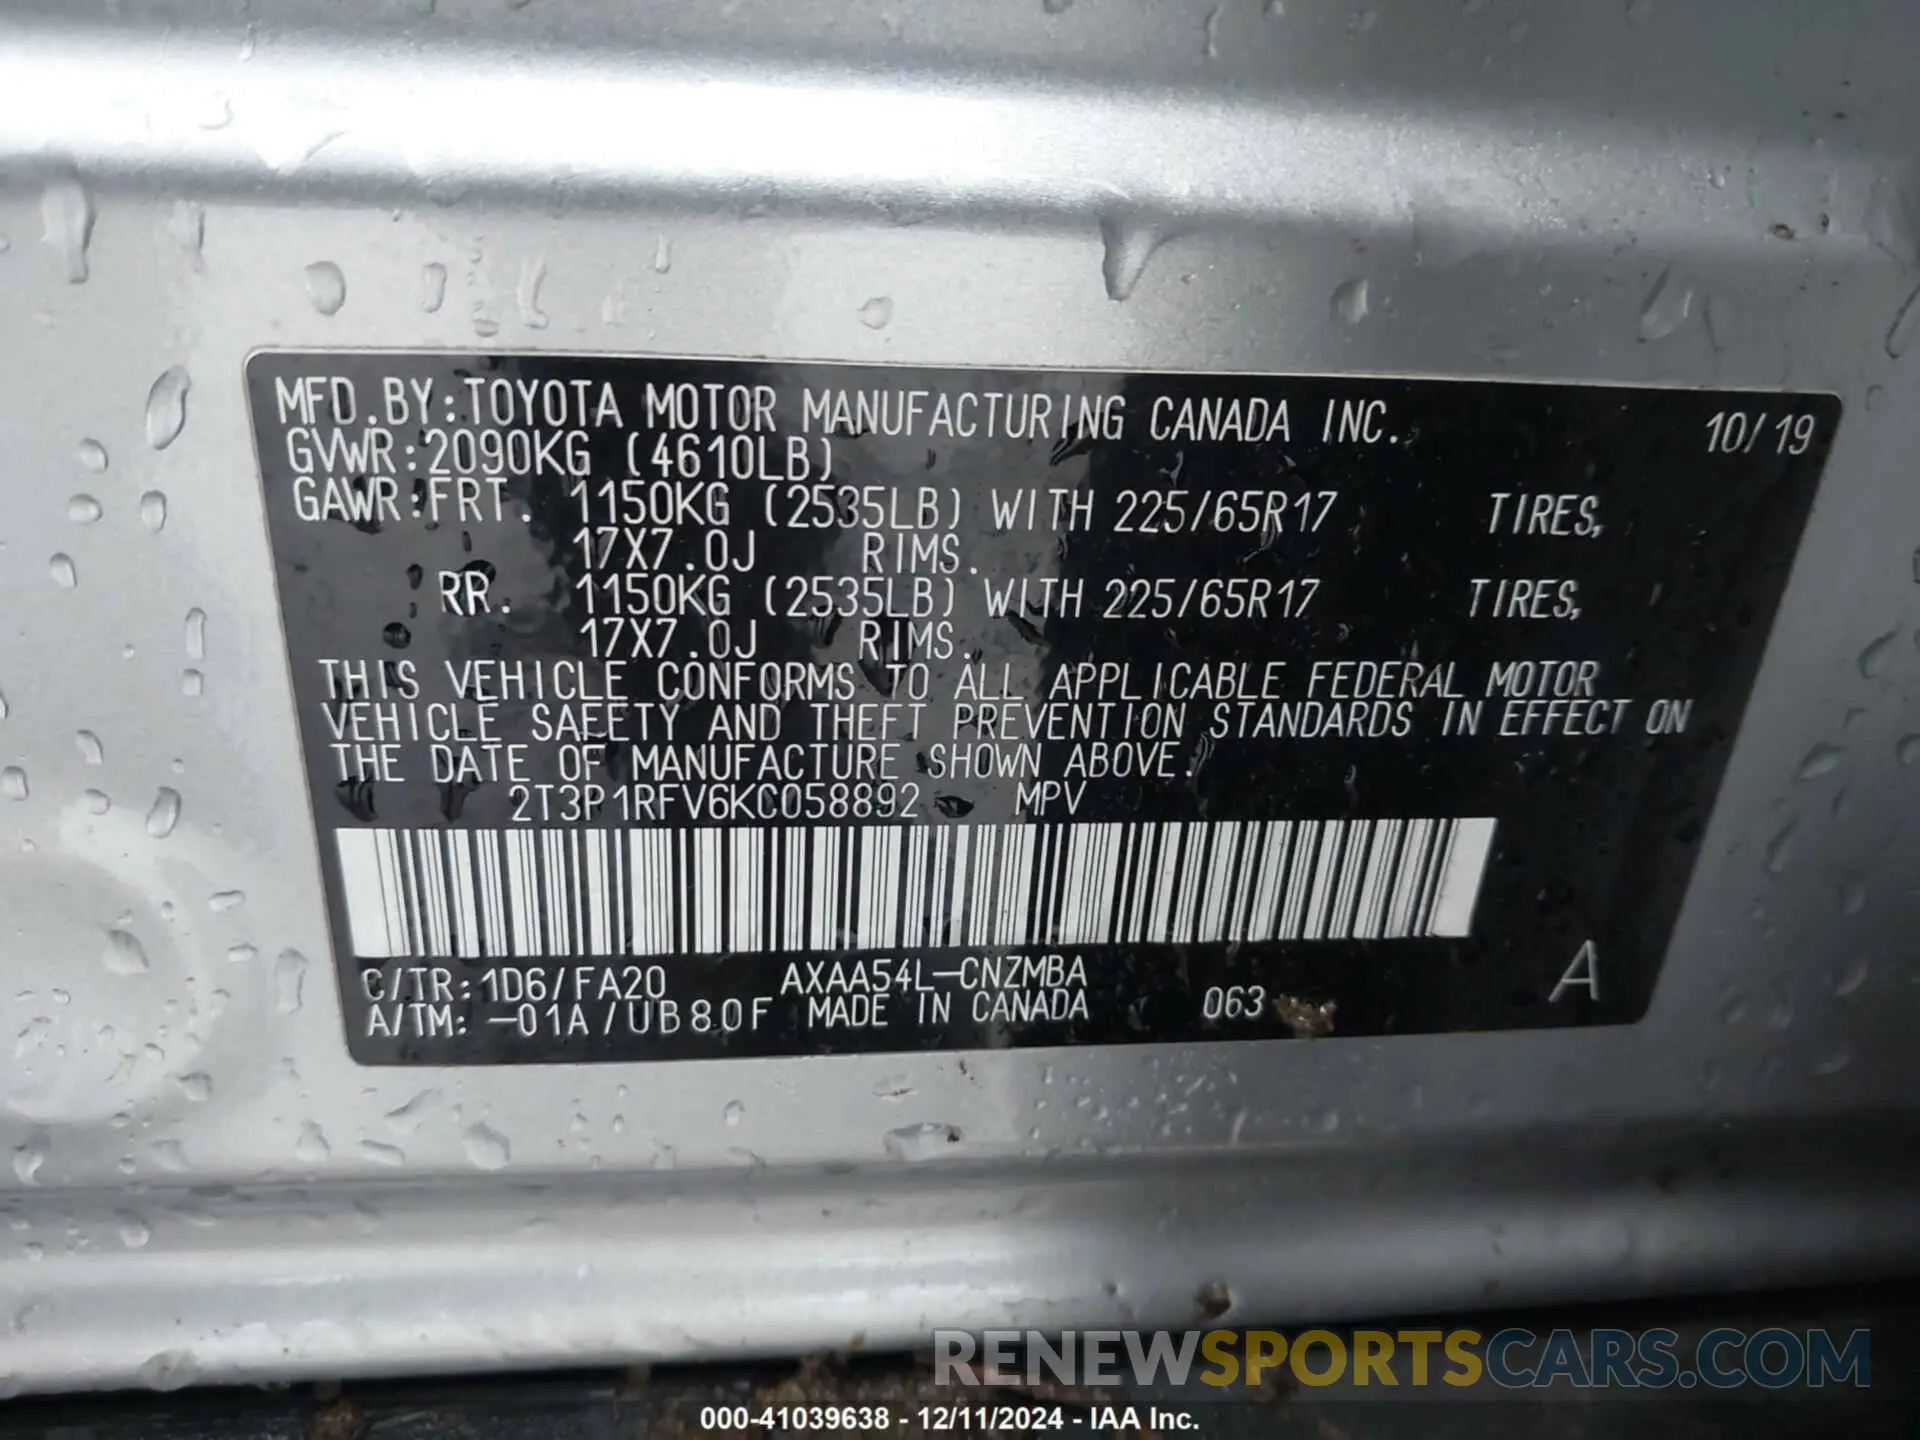 MFD.BY:TOYOTA MOTOR MANUFACTURING CANADA INC. 10/19
GVWR:2090KG (4610LB)
GAWR:FRT. 1150KG (2535LB) WITH 225/65R17 TIRES,
17X7.0J RIMS.
RR. 1150KG (2535LB) WITH 225/65R17 TIRES,
17X7.0J RIMS.
THIS VEHICLE CONFORMS TO ALL APPLICABLE FEDERAL MOTOR
VEHICLE SAFETY AND THEFT PREVENTION STANDARDS IN EFFECT ON
THE DATE OF MANUFACTURE SHOWN ABOVE.
2T3P1RFV6KC058892 MPV
C/TR:1D6/FA20 AXAA54L-CNZMBA A
A/TM:-01A/UB80F MADE IN CANADA 063
RENEWSPORTSCARS.COM
000-41039638 - 12/11/2024 - IAA Inc.